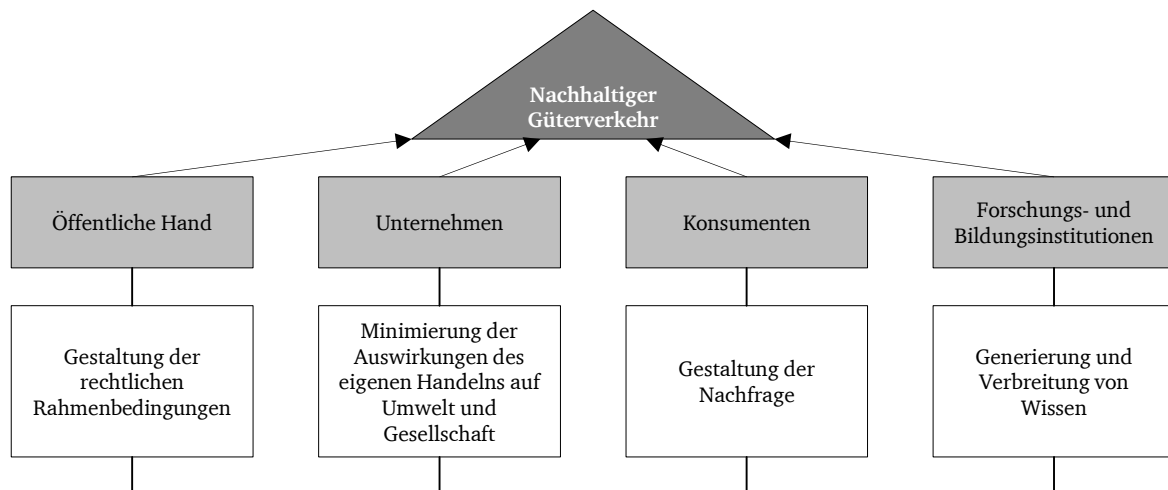 Nachhaltiger
Güterverkehr
Öffentliche Hand
Unternehmen
Konsumenten
Forschungs- und
Bildungsinstitutionen
Gestaltung der
rechtlichen
Rahmenbedingungen
Minimierung der
Auswirkungen des
eigenen Handelns auf
Umwelt und
Gesellschaft
Gestaltung der
Nachfrage
Generierung und
Verbreitung von
Wissen